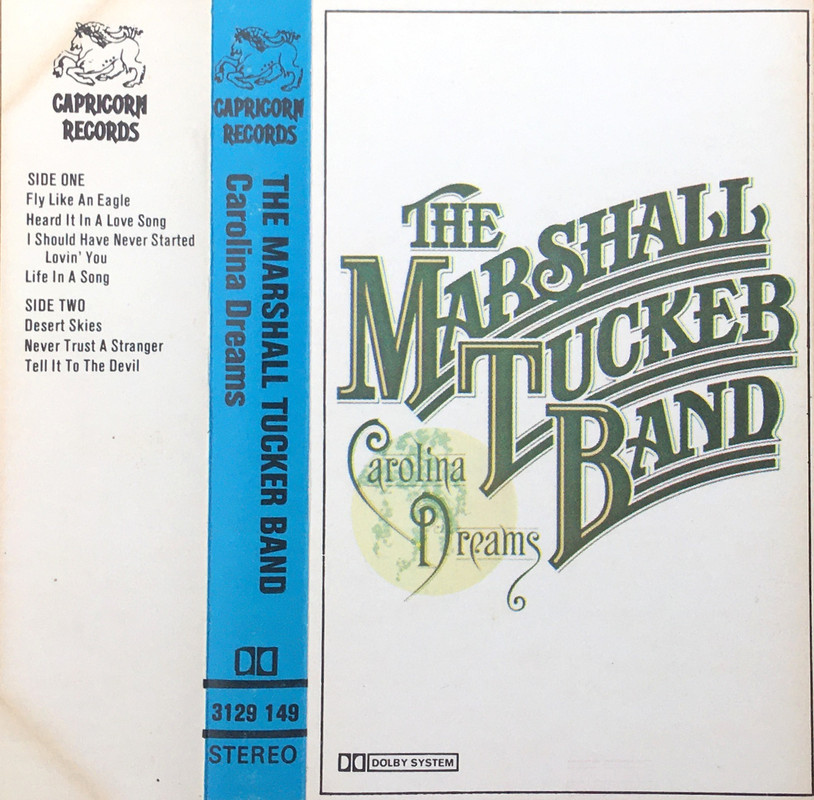 CAPRICORN
RECORDS
SIDE ONE
Fly Like An Eagle
Heard It In A Love Song
I Should Have Never Started
Lovin' You
Life In A Song
SIDE TWO
Desert Skies
Never Trust A Stranger
Tell It To The Devil
CAPRICORN
RECORDS
THE MARSHALL TUCKER BAND
Carolina Dreams
3129 149
STEREO
THE
MARSHALL
TUCKER
BAND
Carolina
Dreams
DOLBY SYSTEM